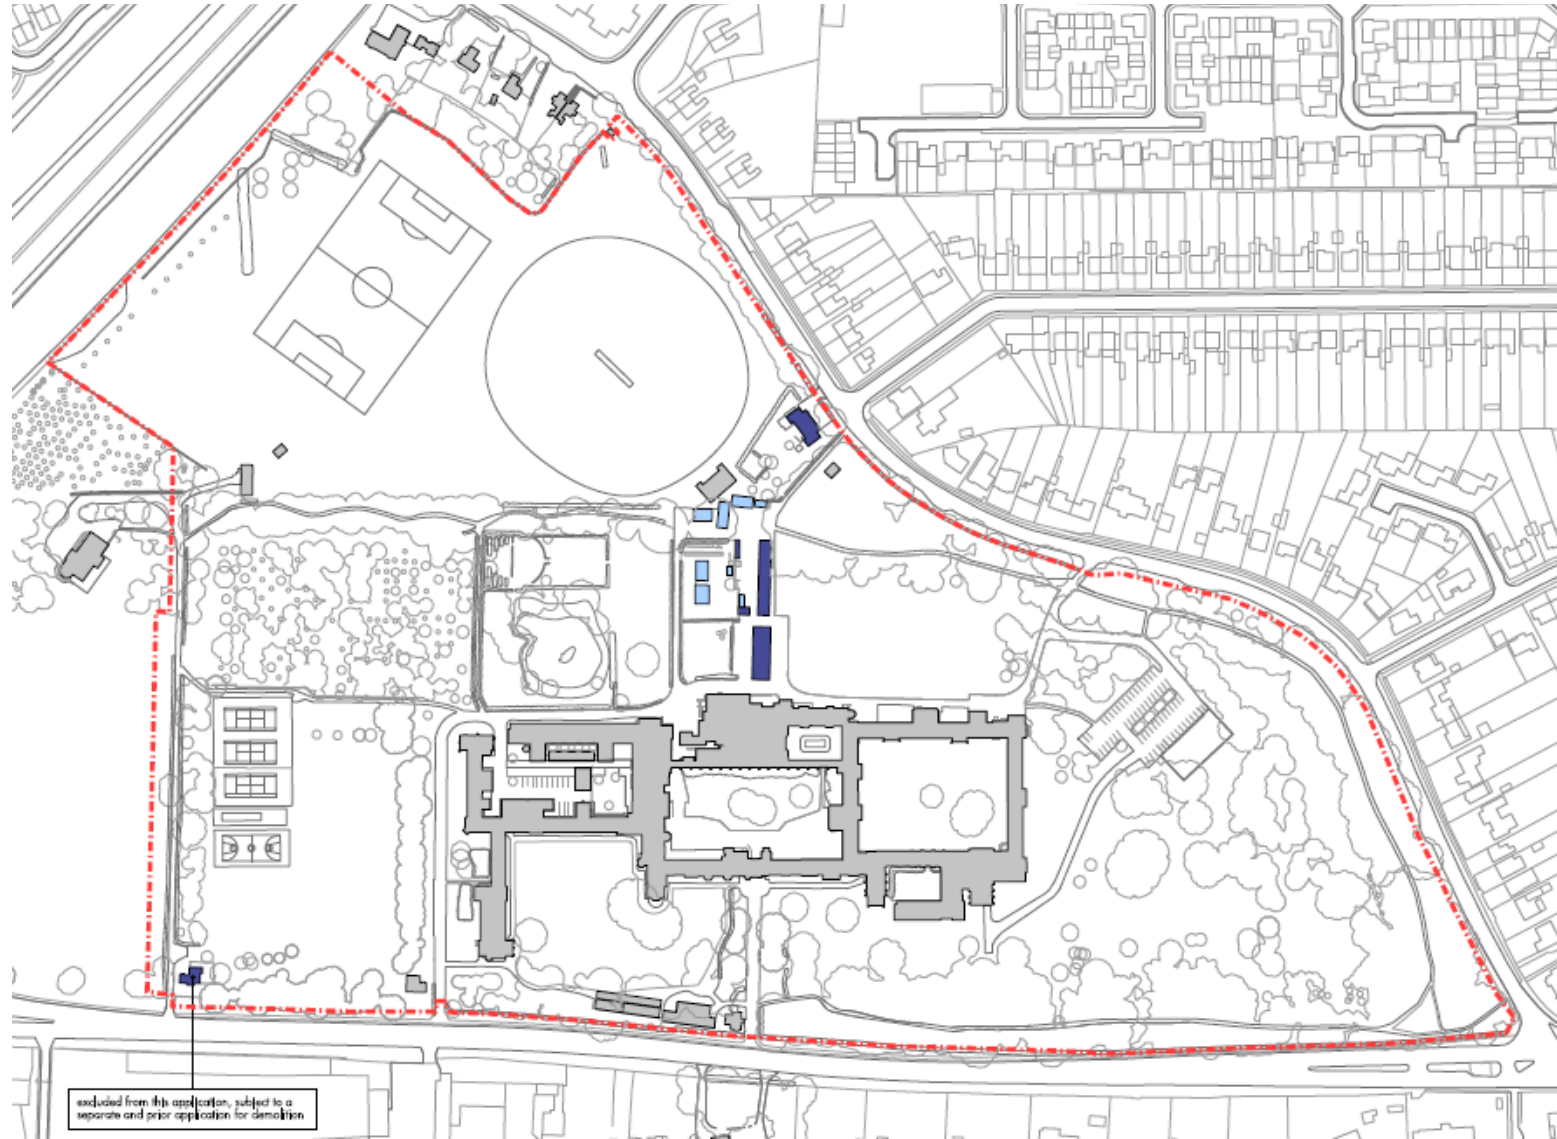 excluded from this application, subject to a
separate and prior application for demolition